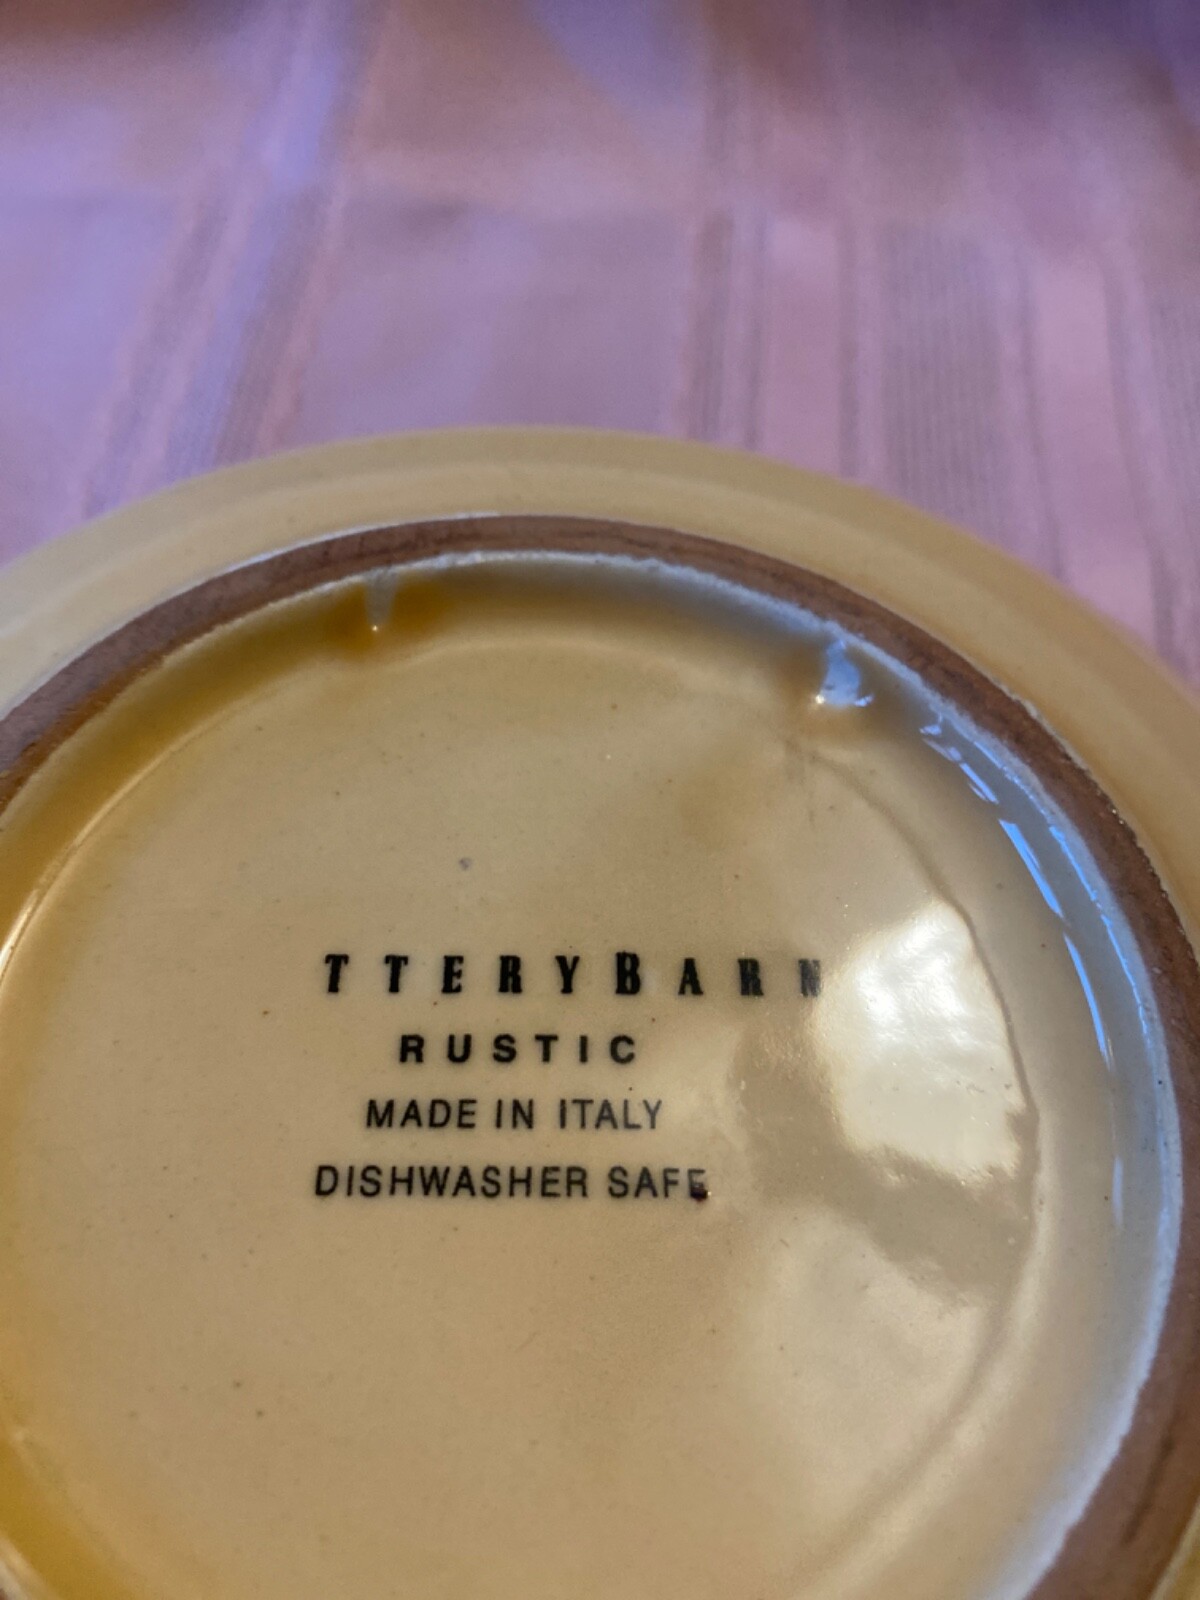 TTERYBARN
RUSTIC
MADE IN ITALY
DISHWASHER SAFE